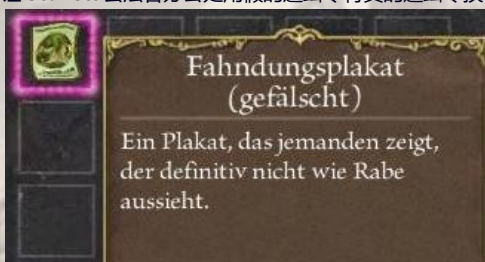 Fahndungsplakat
(gefälscht)
Ein Plakat, das jemanden zeigt,
der definitiv nicht wie Rabe
aussieht.